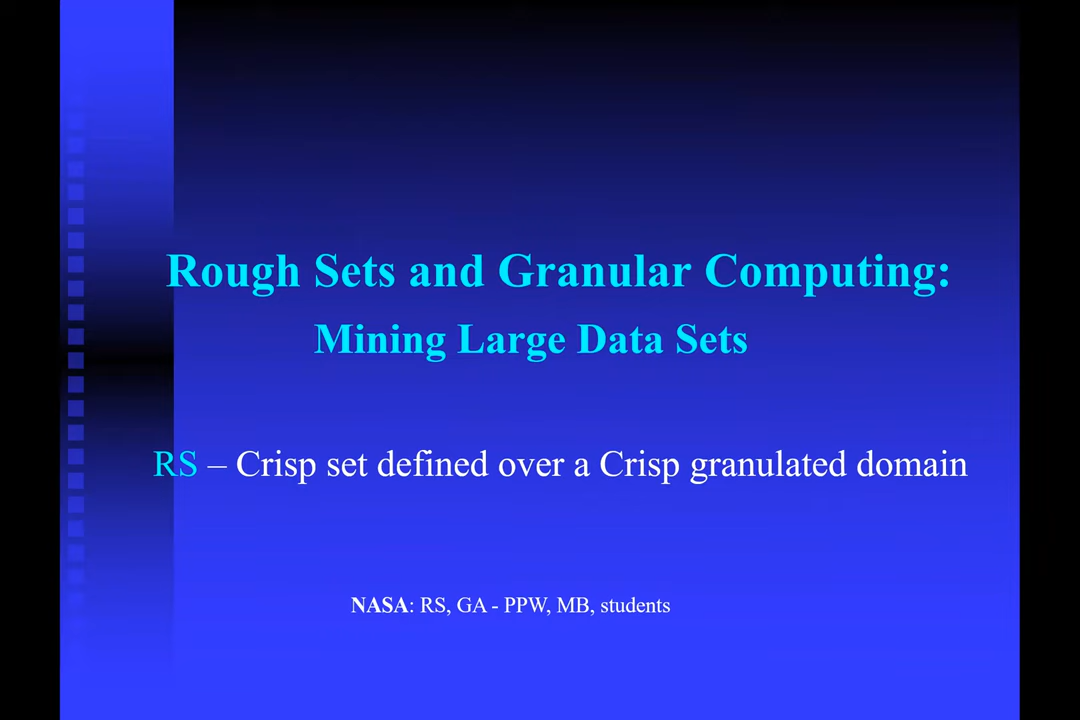 Rough Sets and Granular Computing:
Mining Large Data Sets
RS – Crisp set defined over a Crisp granulated domain
NASA: RS, GA - PPW, MB, students